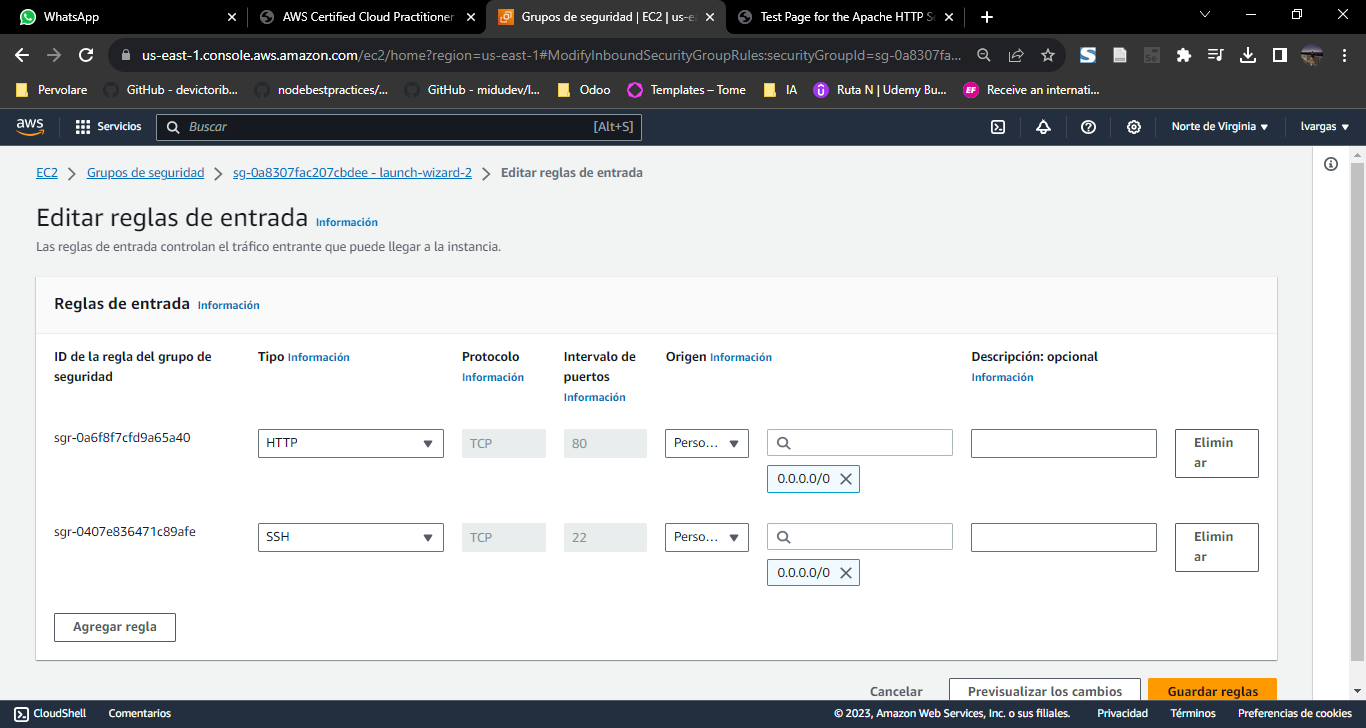 WhatsApp
AWS Certified Cloud Practitioner
Grupos de seguridad | EC2 | us-ea
Test Page for the Apache HTTP Se
us-east-1.console.aws.amazon.com/ec2/home?region=us-east-1#ModifyInboundSecurityGroupRules:securityGroupId=sg-0a8307fa...
Pervolare
GitHub - devictorib...
nodebestpractices/...
GitHub - midudev/l...
Odoo
Templates – Tome
IA
Ruta N | Udemy Bu...
EF
Receive an internati...
aws
Servicios
Buscar
[Alt+S]
Norte de Virginia
lvargas
EC2
Grupos de seguridad
sg-0a8307fac207cbdee - launch-wizard-2
Editar reglas de entrada
Editar reglas de entrada Información
Las reglas de entrada controlan el tráfico entrante que puede llegar a la instancia.
Reglas de entrada Información
ID de la regla del grupo de
seguridad
Tipo Información
Protocolo
Información
Intervalo de
puertos
Información
Origen Información
Descripción: opcional
Información
sgr-0a6f8f7cfd9a65a40
HTTP
TCP
80
Perso...
0.0.0.0/0
Elimin
ar
sgr-0407e836471c89afe
SSH
TCP
22
Perso...
0.0.0.0/0
Elimin
ar
Agregar regla
Cancelar
Previsualizar los cambios
Guardar reglas
CloudShell
Comentarios
© 2023, Amazon Web Services, Inc. o sus filiales.
Privacidad
Términos
Preferencias de cookies